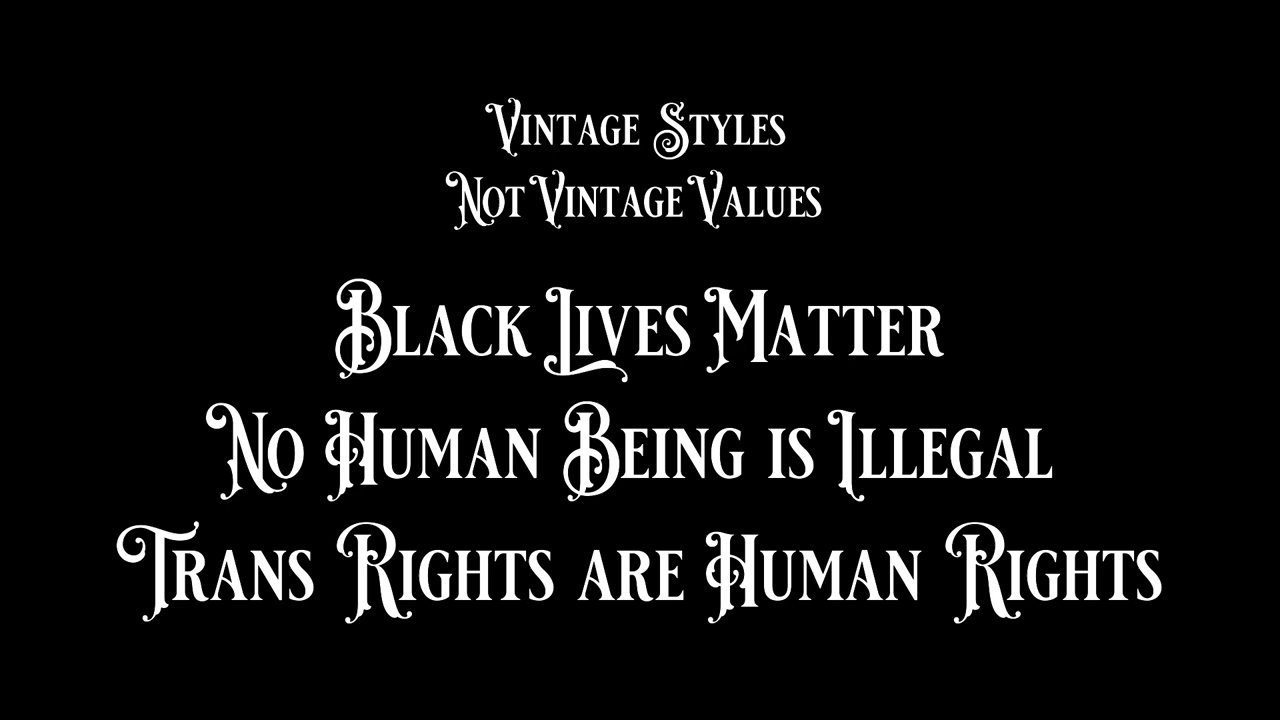 Vintage Styles
Not Vintage Values
Black Lives Matter
No Human Being is Illegal
Trans Rights are Human Rights